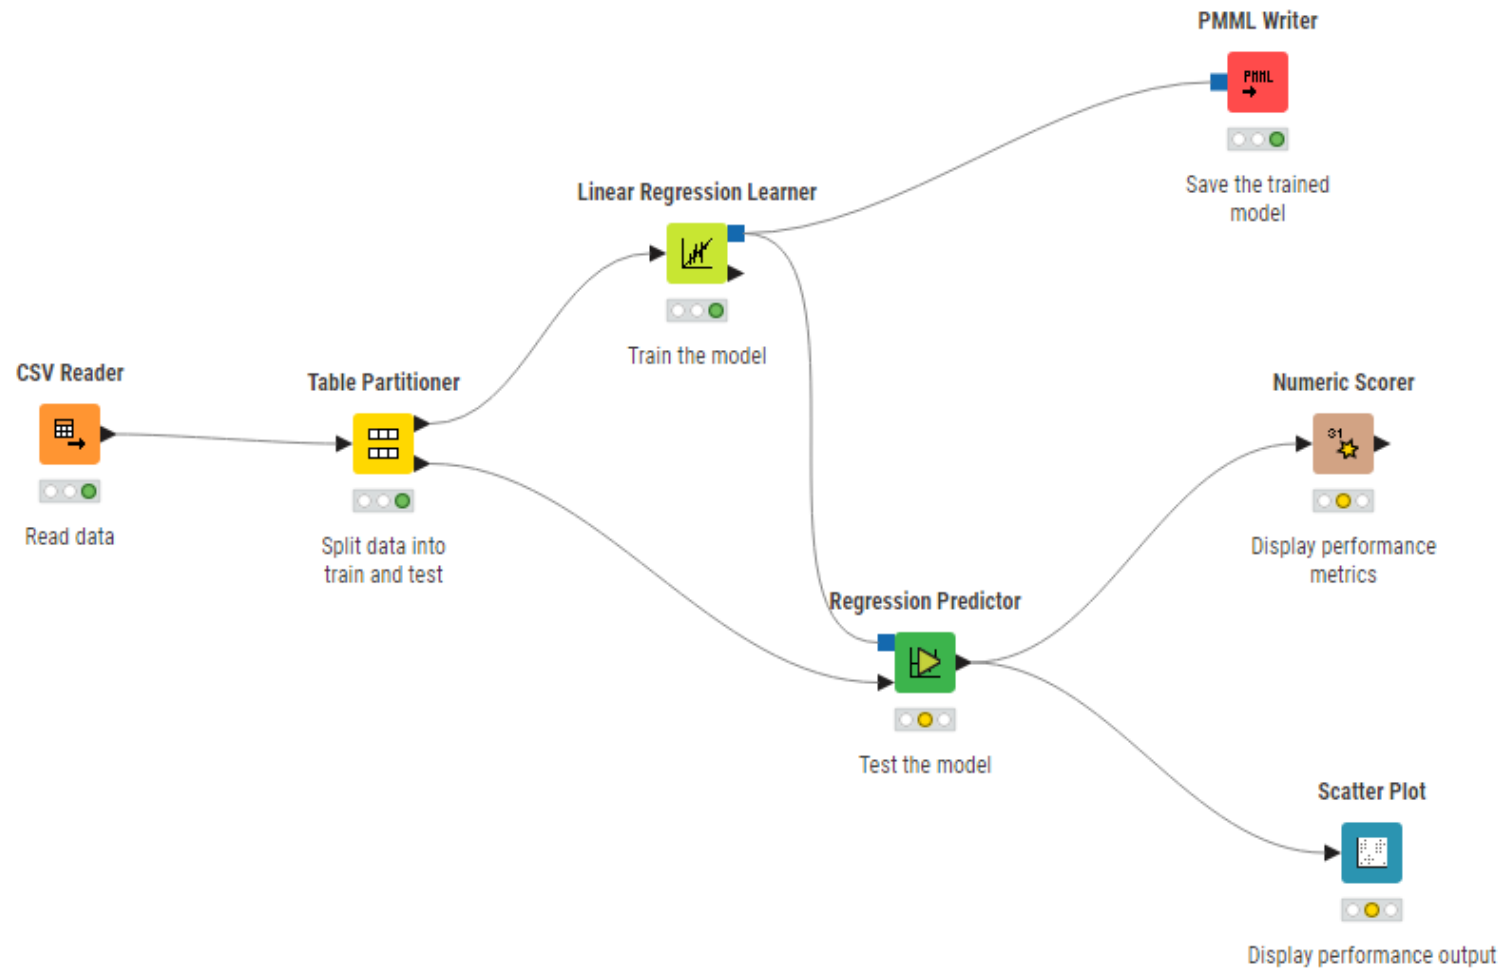 PMML Writer
PMML
Save the trained
model
Linear Regression Learner
Train the model
CSV Reader
Read data
Table Partitioner
Split data into
train and test
Numeric Scorer
31
Display performance
metrics
Regression Predictor
Test the model
Scatter Plot
Display performance output